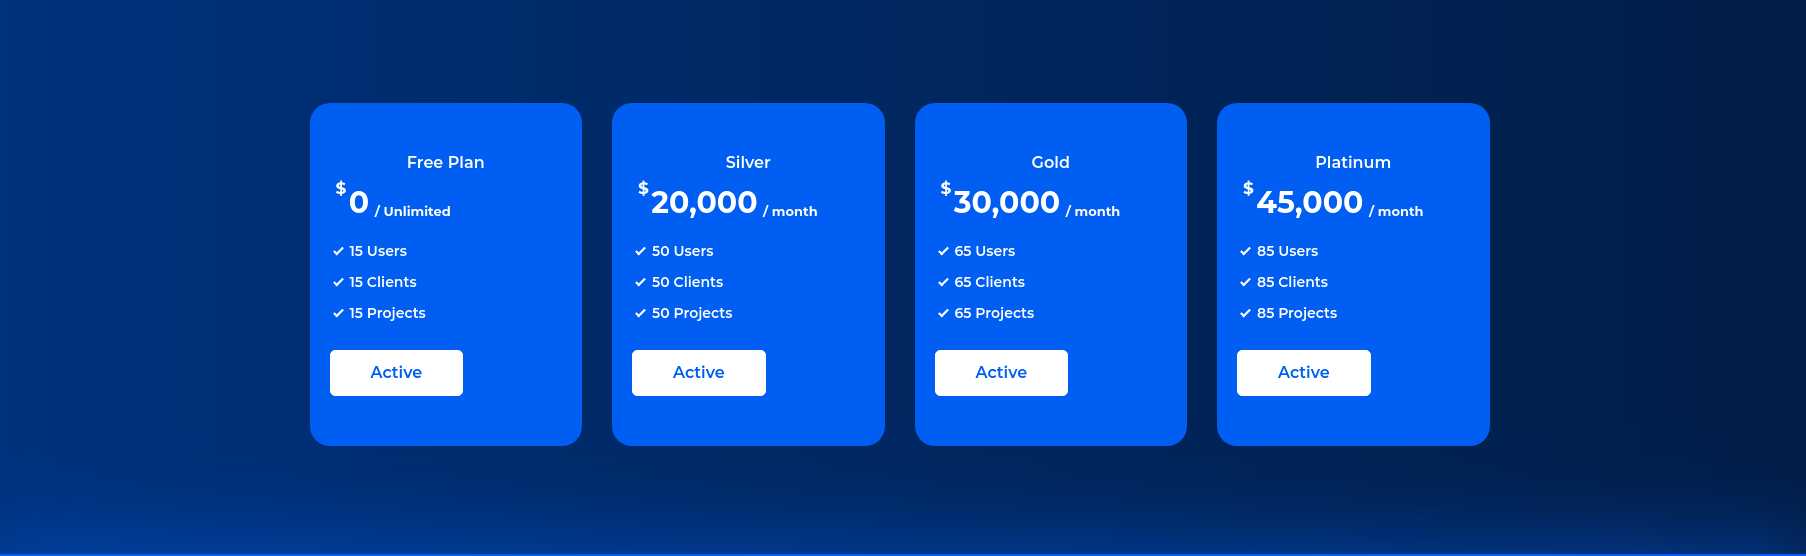 Free Plan
$0 / Unlimited
15 Users
15 Clients
15 Projects
Active
Silver
$20,000 / month
50 Users
50 Clients
50 Projects
Active
Gold
$30,000 / month
65 Users
65 Clients
65 Projects
Active
Platinum
$45,000 / month
85 Users
85 Clients
85 Projects
Active